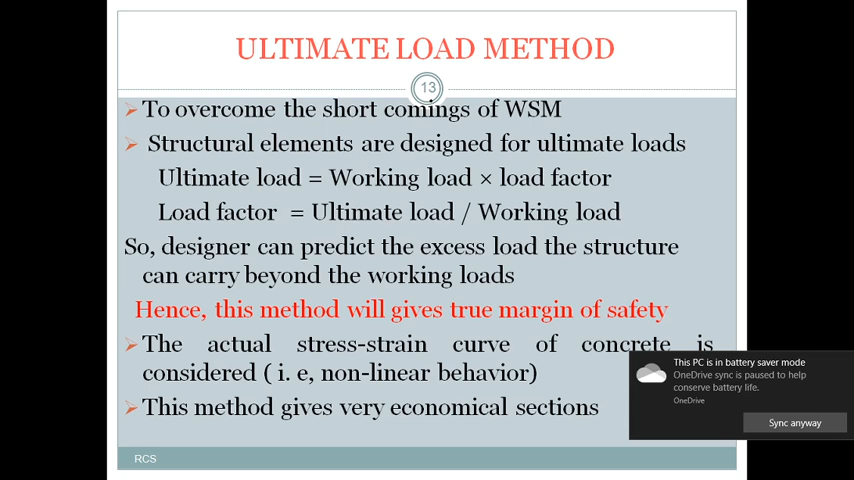 ULTIMATE LOAD METHOD
13
To overcome the short comings of WSM
Structural elements are designed for ultimate loads
Ultimate load = Working load × load factor
Load factor = Ultimate load / Working load
So, designer can predict the excess load the structure
can carry beyond the working loads
Hence, this method will gives true margin of safety
The actual stress-strain curve of concrete is
considered ( i. e, non-linear behavior)
This method gives very economical sections
This PC is in battery saver mode
OneDrive sync is paused to help
conserve battery life.
OneDrive
Sync anyway
RCS